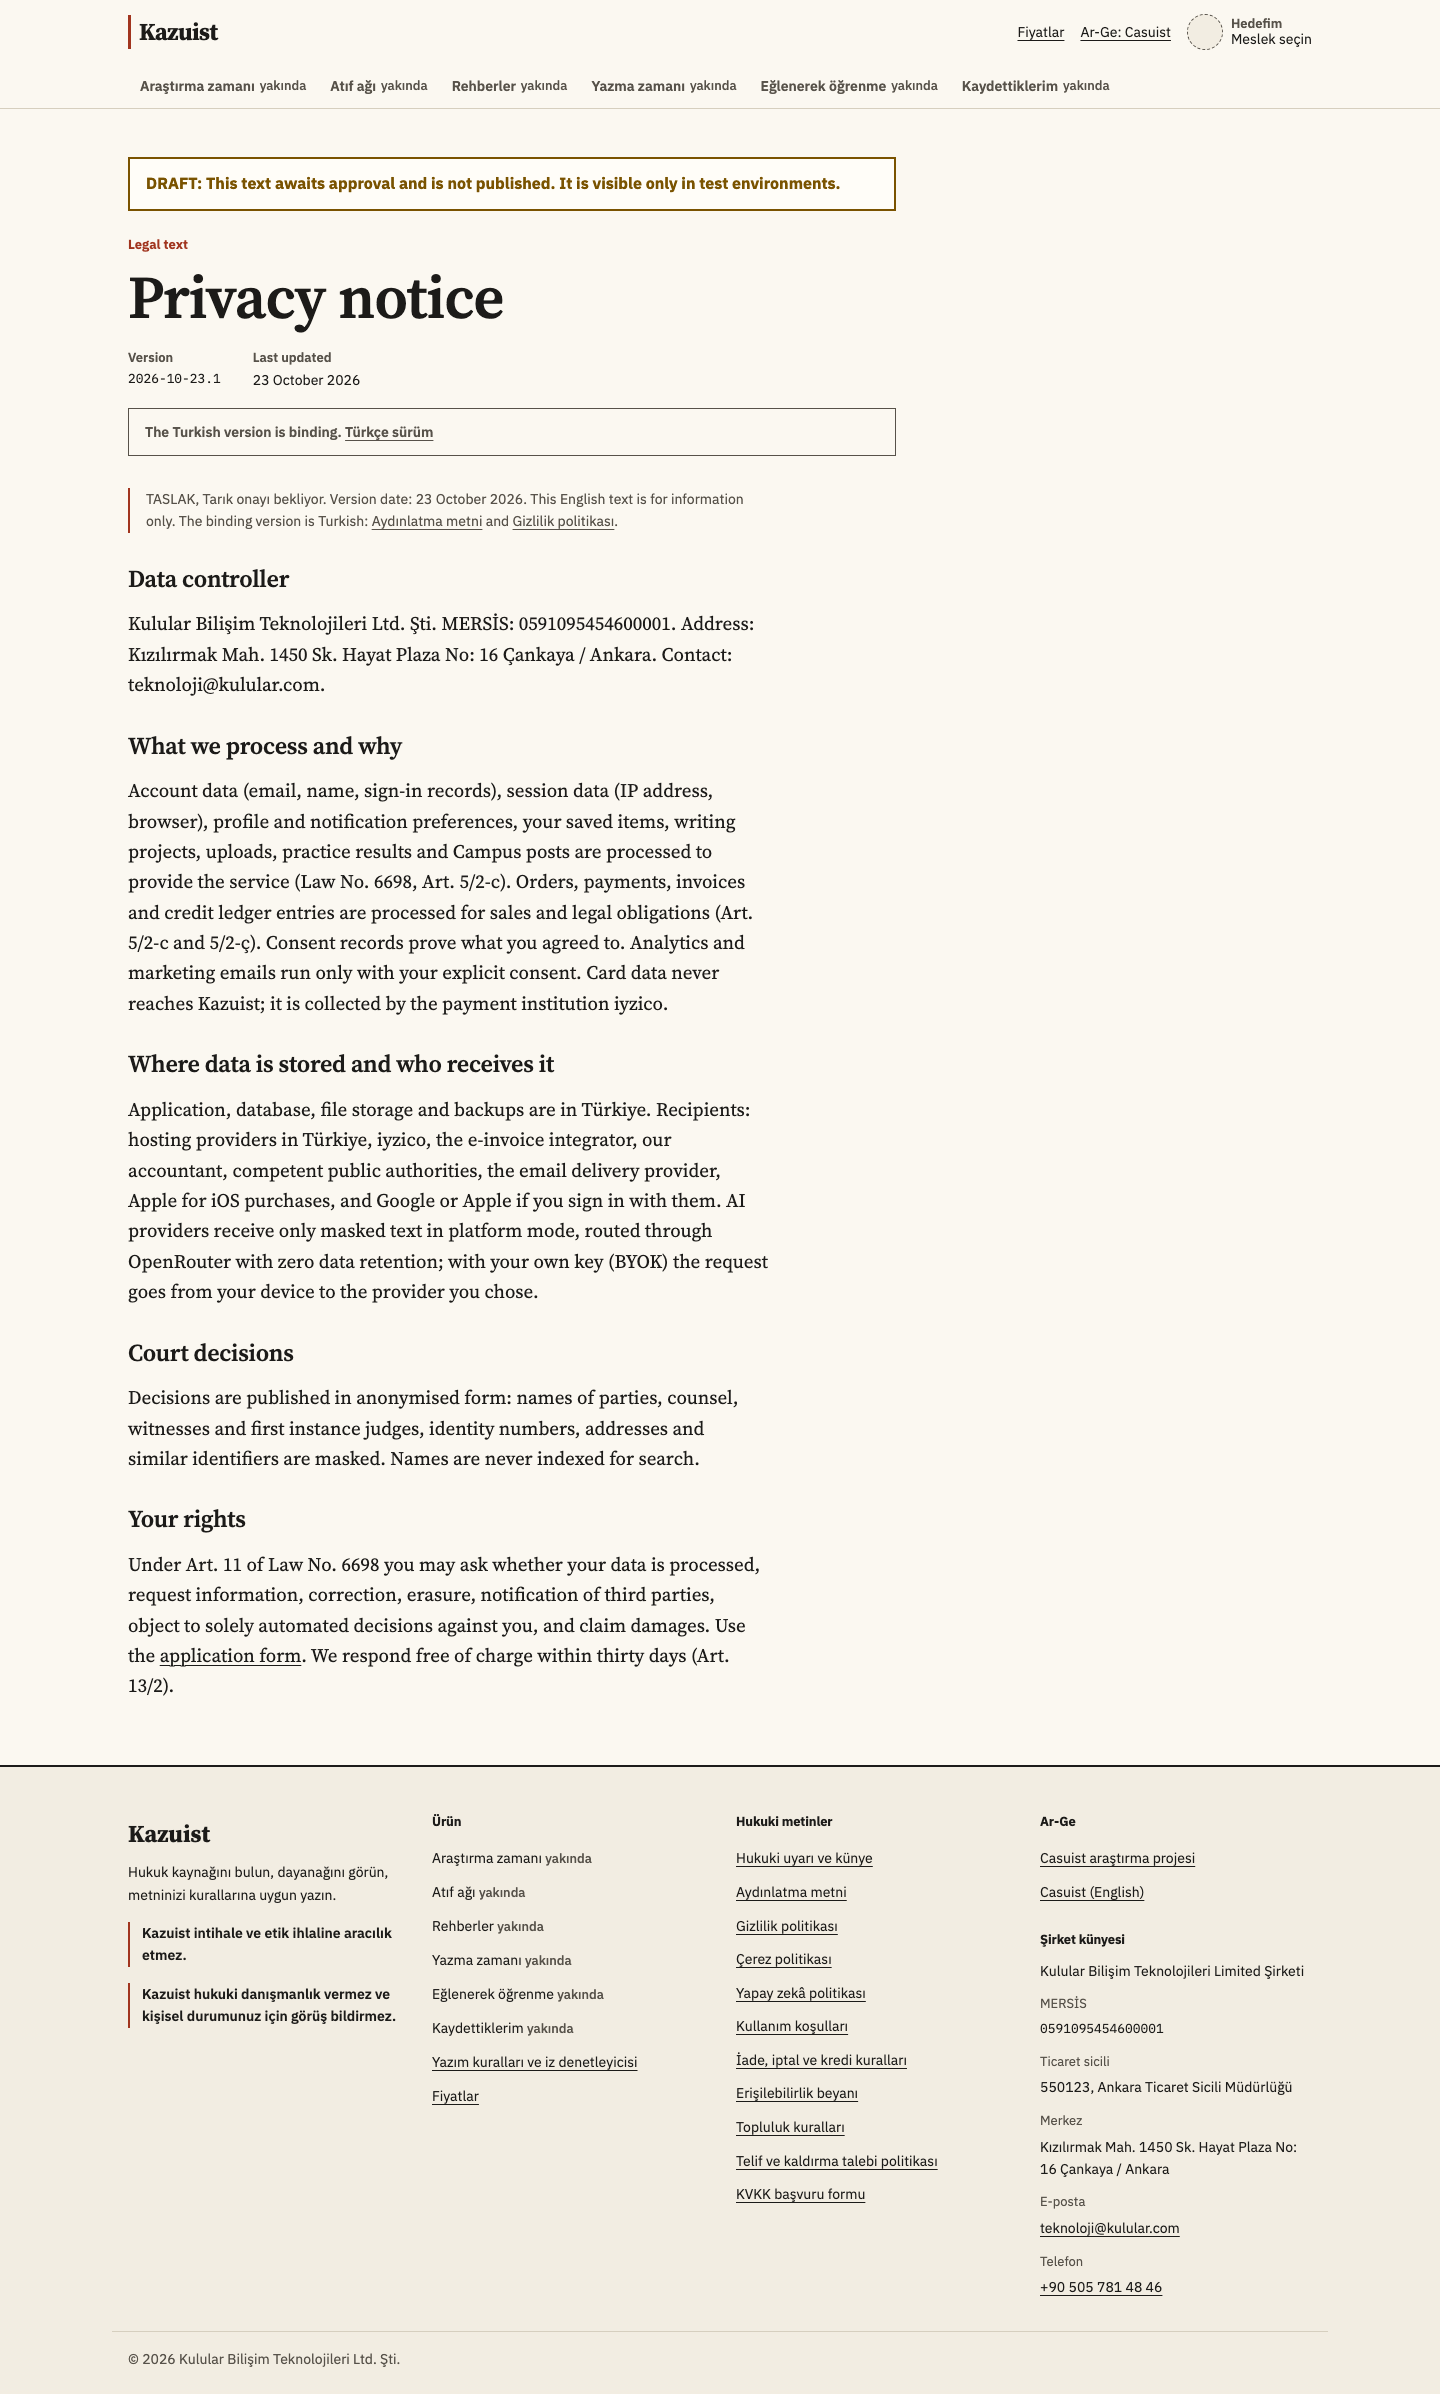 Kazuist
Fiyatlar
Ar-Ge: Casuist
Hedefim
Meslek seçin
Araştırma zamanı yakında
Atıf ağı yakında
Rehberler yakında
Yazma zamanı yakında
Eğlenerek öğrenme yakında
Kaydettiklerim yakında
DRAFT: This text awaits approval and is not published. It is visible only in test environments.
Legal text
Privacy notice
Version
2026-10-23.1
Last updated
23 October 2026
The Turkish version is binding. Türkçe sürüm
TASLAK, Tarık onayı bekliyor. Version date: 23 October 2026. This English text is for information
only. The binding version is Turkish: Aydınlatma metni and Gizlilik politikası.
Data controller
Kulular Bilişim Teknolojileri Ltd. Şti. MERSİS: 0591095454600001. Address:
Kızılırmak Mah. 1450 Sk. Hayat Plaza No: 16 Çankaya / Ankara. Contact:
teknoloji@kulular.com.
What we process and why
Account data (email, name, sign-in records), session data (IP address,
browser), profile and notification preferences, your saved items, writing
projects, uploads, practice results and Campus posts are processed to
provide the service (Law No. 6698, Art. 5/2-c). Orders, payments, invoices
and credit ledger entries are processed for sales and legal obligations (Art.
5/2-c and 5/2-ç). Consent records prove what you agreed to. Analytics and
marketing emails run only with your explicit consent. Card data never
reaches Kazuist; it is collected by the payment institution iyzico.
Where data is stored and who receives it
Application, database, file storage and backups are in Türkiye. Recipients:
hosting providers in Türkiye, iyzico, the e-invoice integrator, our
accountant, competent public authorities, the email delivery provider,
Apple for iOS purchases, and Google or Apple if you sign in with them. AI
providers receive only masked text in platform mode, routed through
OpenRouter with zero data retention; with your own key (BYOK) the request
goes from your device to the provider you chose.
Court decisions
Decisions are published in anonymised form: names of parties, counsel,
witnesses and first instance judges, identity numbers, addresses and
similar identifiers are masked. Names are never indexed for search.
Your rights
Under Art. 11 of Law No. 6698 you may ask whether your data is processed,
request information, correction, erasure, notification of third parties,
object to solely automated decisions against you, and claim damages. Use
the application form. We respond free of charge within thirty days (Art.
13/2).
Kazuist
Hukuk kaynağını bulun, dayanağını görün,
metninizi kurallarına uygun yazın.
Kazuist intihale ve etik ihlaline aracılık
etmez.
Kazuist hukuki danışmanlık vermez ve
kişisel durumunuz için görüş bildirmez.
Ürün
Araştırma zamanı yakında
Atıf ağı yakında
Rehberler yakında
Yazma zamanı yakında
Eğlenerek öğrenme yakında
Kaydettiklerim yakında
Yazım kuralları ve iz denetleyicisi
Fiyatlar
Hukuki metinler
Hukuki uyarı ve künye
Aydınlatma metni
Gizlilik politikası
Çerez politikası
Yapay zekâ politikası
Kullanım koşulları
İade, iptal ve kredi kuralları
Erişilebilirlik beyanı
Topluluk kuralları
Telif ve kaldırma talebi politikası
KVKK başvuru formu
Ar-Ge
Casuist araştırma projesi
Casuist (English)
Şirket künyesi
Kulular Bilişim Teknolojileri Limited Şirketi
MERSİS
0591095454600001
Ticaret sicili
550123, Ankara Ticaret Sicili Müdürlüğü
Merkez
Kızılırmak Mah. 1450 Sk. Hayat Plaza No:
16 Çankaya / Ankara
E-posta
teknoloji@kulular.com
Telefon
+90 505 781 48 46
© 2026 Kulular Bilişim Teknolojileri Ltd. Şti.